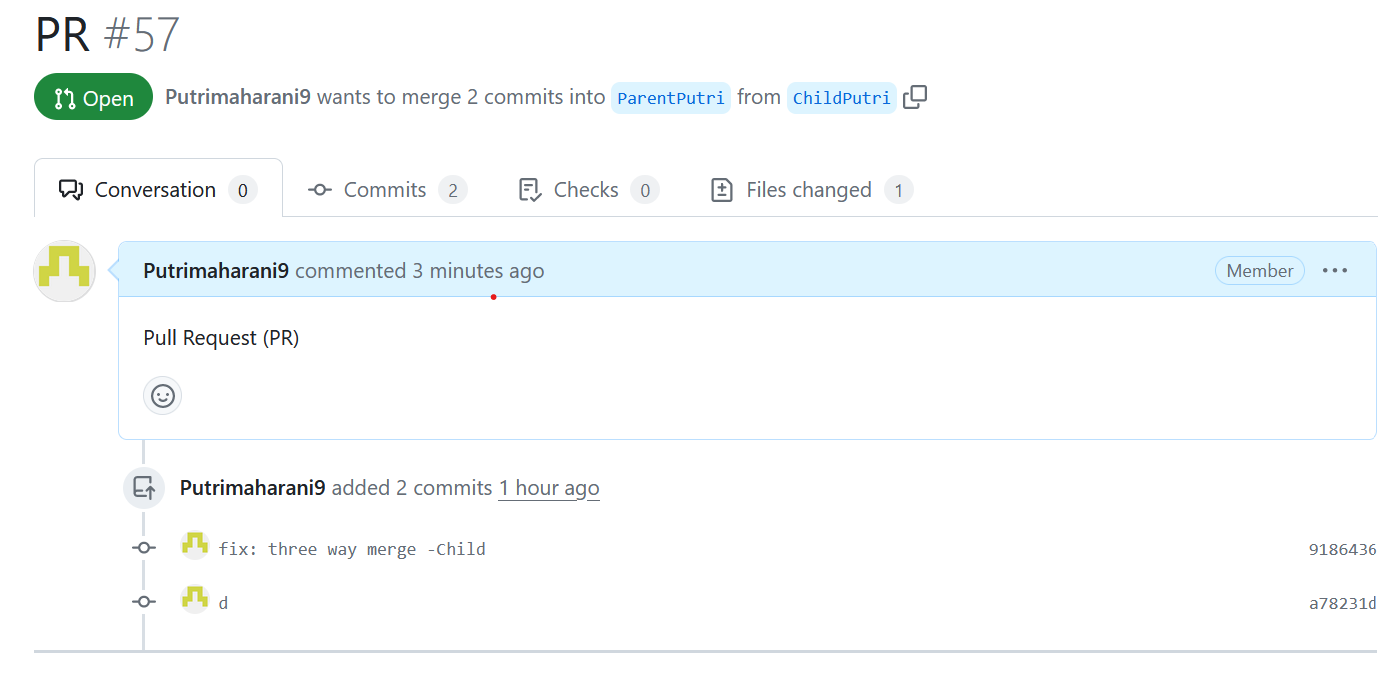 PR #57
Open Putrimaharani9 wants to merge 2 commits into ParentPutri from ChildPutri
Conversation 0 Commits 2 Checks 0 Files changed 1
Putrimaharani9 commented 3 minutes ago Member
Pull Request (PR)
Putrimaharani9 added 2 commits 1 hour ago
fix: three way merge -Child 9186436
d a78231d